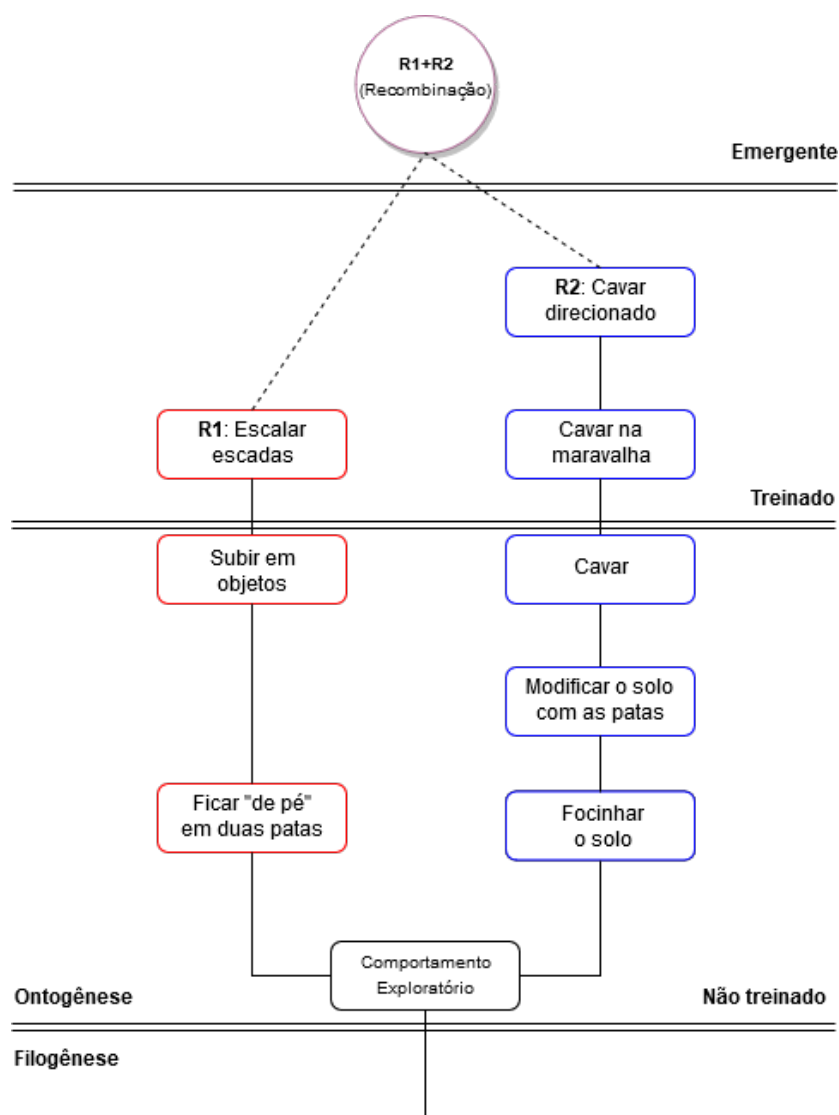 R1+R2
(Recombinação)
Emergente
R2: Cavar
direcionado
R1: Escalar
escadas
Cavar na
maravalha
Treinado
Subir em
objetos
Cavar
Modificar o solo
com as patas
Ficar "de pé"
em duas patas
Focinhar
o solo
Comportamento
Exploratório
Ontogênese
Não treinado
Filogênese